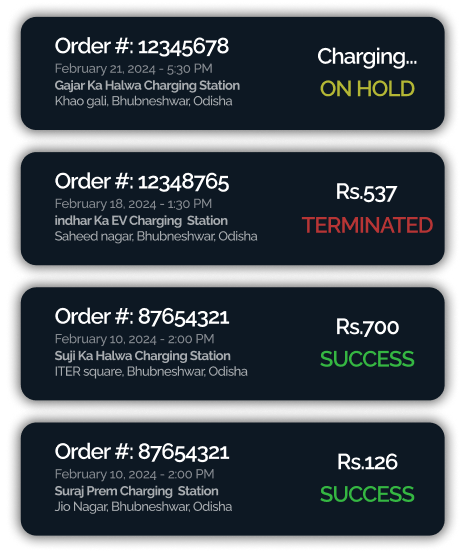 Order #: 12345678
February 21, 2024 - 5:30 PM
Gajar Ka Halwa Charging Station
Khao gali, Bhubneshwar, Odisha
Charging...
ON HOLD
Order #: 12348765
February 18, 2024 - 1:30 PM
indhar Ka EV Charging Station
Saheed nagar, Bhubneshwar, Odisha
Rs.537
TERMINATED
Order #: 87654321
February 10, 2024 - 2:00 PM
Suji Ka Halwa Charging Station
ITER square, Bhubneshwar, Odisha
Rs.700
SUCCESS
Order #: 87654321
February 10, 2024 - 2:00 PM
Suraj Prem Charging Station
Jio Nagar, Bhubneshwar, Odisha
Rs.126
SUCCESS